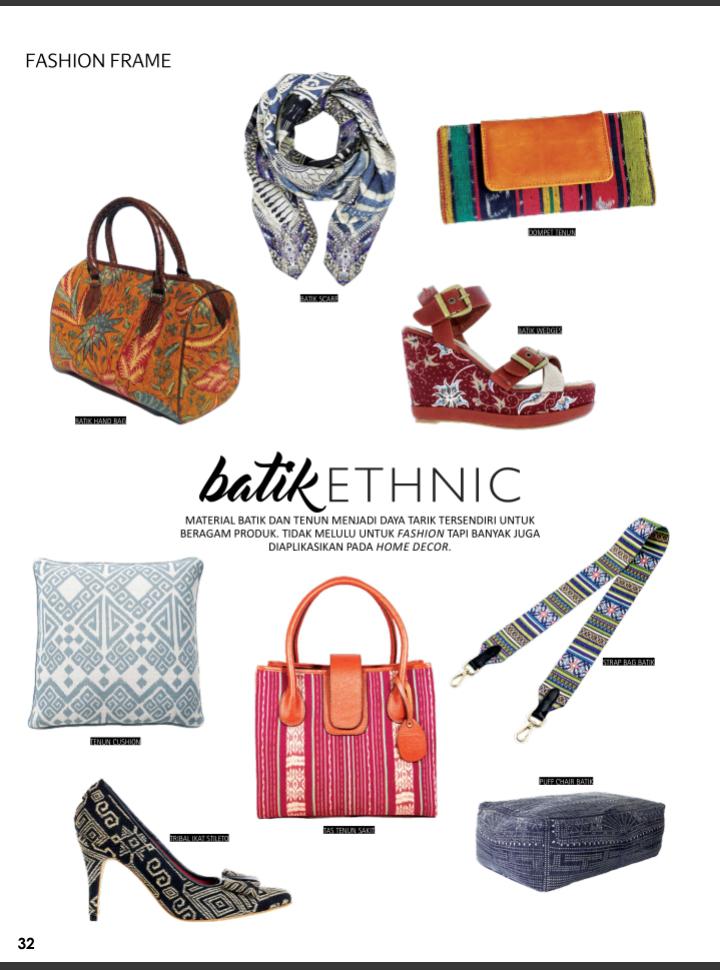 FASHION FRAME
DOMPET TENUN
BATIK SCARF
BATIK WEDGES
BATIK HAND BAG
batik ETHNIC
MATERIAL BATIK DAN TENUN MENJADI DAYA TARIK TERSENDIRI UNTUK
BERAGAM PRODUK. TIDAK MELULU UNTUK FASHION TAPI BANYAK JUGA
DIAPLIKASIKAN PADA HOME DECOR.
STRAP BAG BATIK
TENUN CUSHION
PUFF CHAIR BATIK
TAS TENUN SAKIT
TRIBAL IKAT STILETO
32